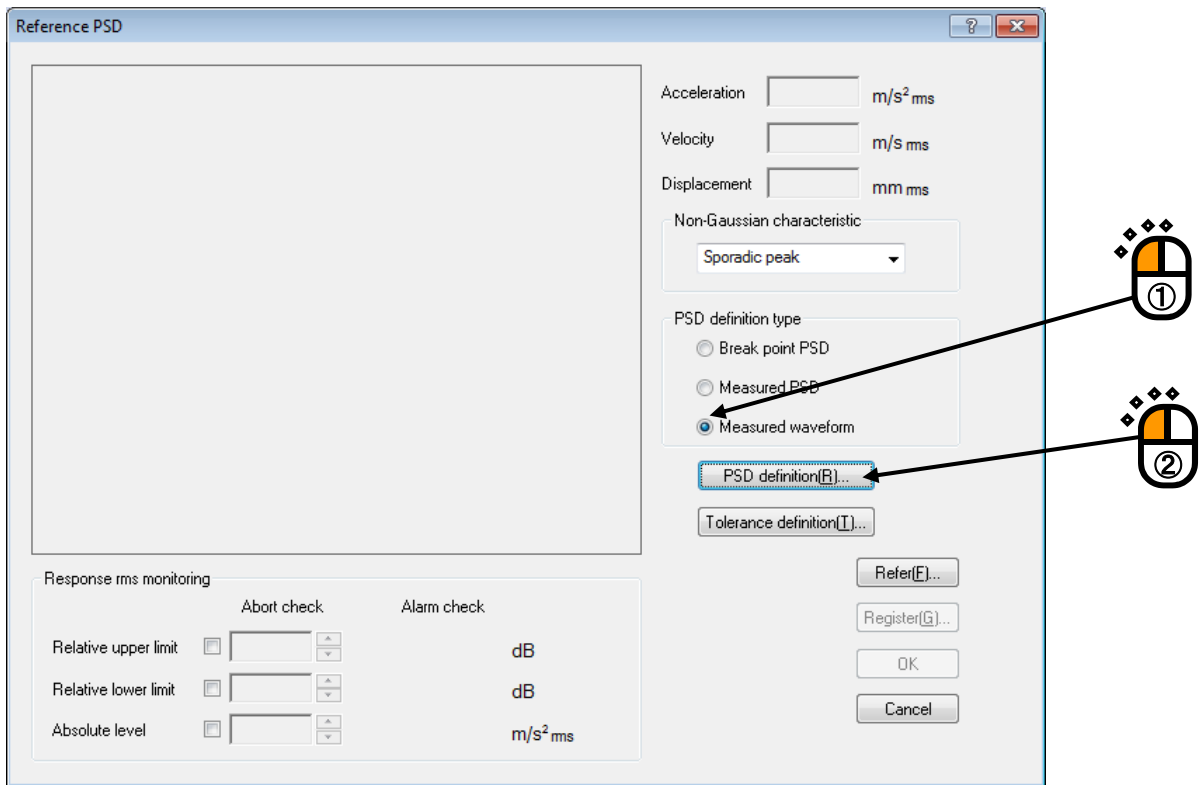 Reference PSD
Acceleration m/s² rms
Velocity m/s rms
Displacement mm rms
Non-Gaussian characteristic
Sporadic peak
PSD definition type
Break point PSD
Measured PSD
Measured waveform
①
②
PSD definition(R)...
Tolerance definition(T)...
Refer(F)...
Register(G)...
OK
Cancel
Response rms monitoring
Abort check Alarm check
Relative upper limit dB
Relative lower limit dB
Absolute level m/s² rms